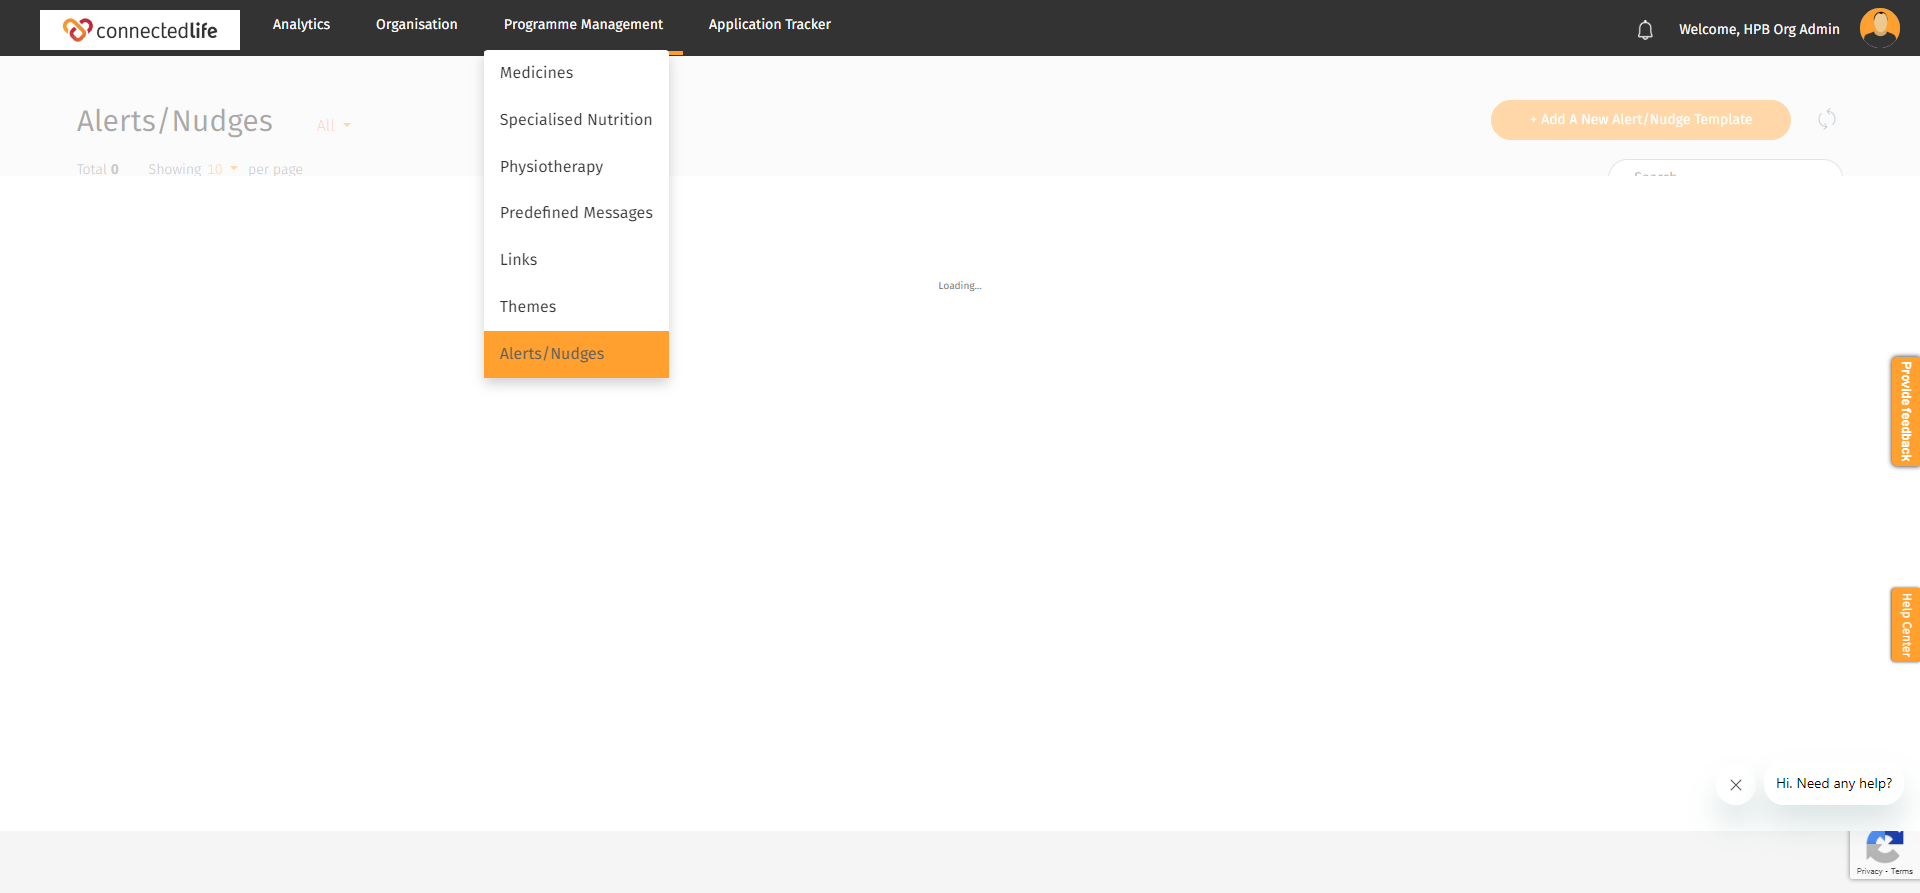 connectedlife
Analytics
Organisation
Programme Management
Application Tracker
Welcome, HPB Org Admin
Medicines
Specialised Nutrition
Physiotherapy
Predefined Messages
Links
Themes
Alerts/Nudges
Alerts/Nudges
All
+ Add A New Alert/Nudge Template
Total 0
Showing 10 per page
Search
Loading...
Provide feedback
Help Center
Hi. Need any help?
Privacy - Terms